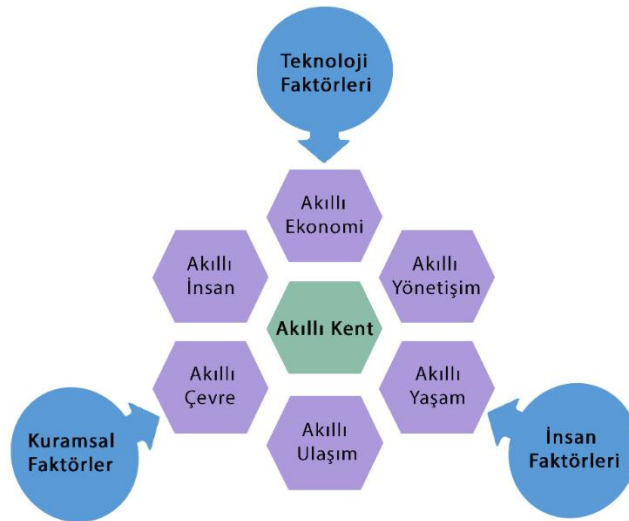 Teknoloji
Faktörleri
Akıllı
Ekonomi
Akıllı
İnsan
Akıllı
Yönetişim
Akıllı Kent
Akıllı
Çevre
Akıllı
Yaşam
Akıllı
Ulaşım
Kuramsal
Faktörler
İnsan
Faktörleri